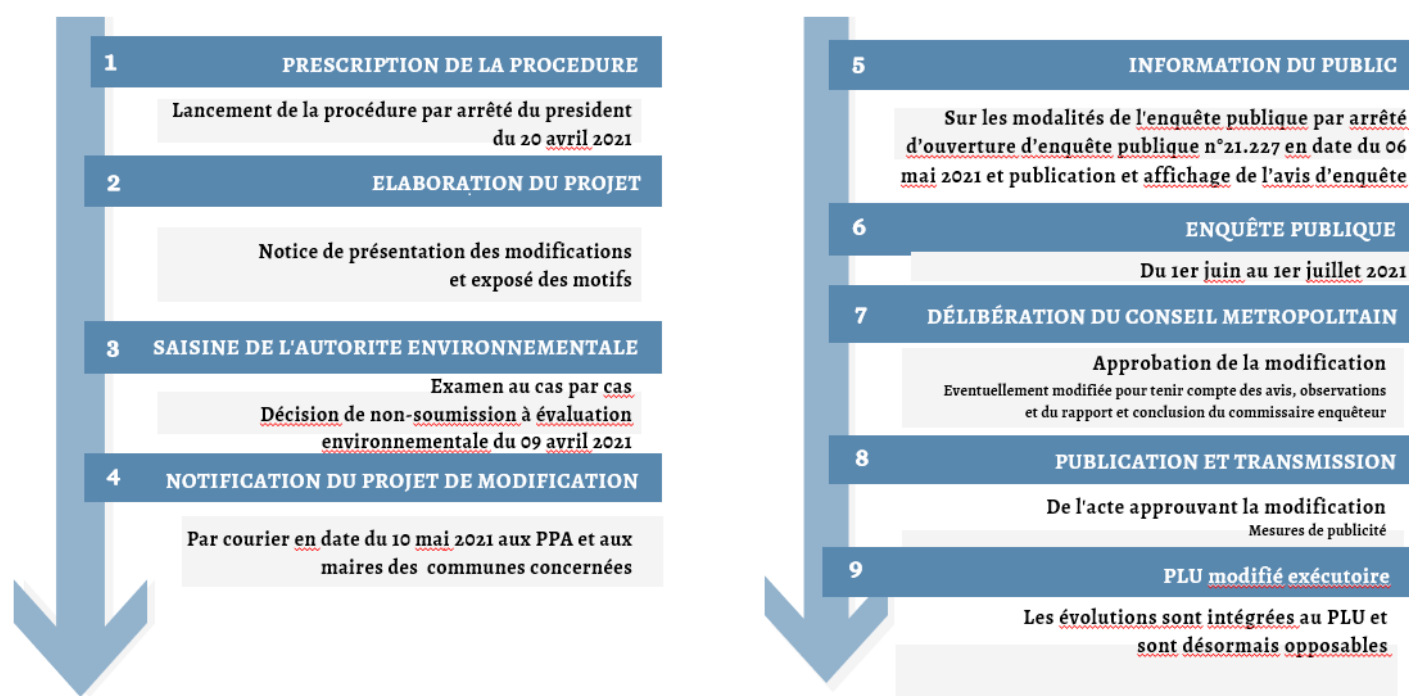 1 PRESCRIPTION DE LA PROCEDURE
Lancement de la procédure par arrêté du president
du 20 avril 2021
2 ELABORATION DU PROJET
Notice de présentation des modifications
et exposé des motifs
3 SAISINE DE L'AUTORITE ENVIRONNEMENTALE
Examen au cas par cas
Décision de non-soumission à évaluation
environnementale du 09 avril 2021
4 NOTIFICATION DU PROJET DE MODIFICATION
Par courier en date du 10 mai 2021 aux PPA et aux
maires des communes concernées
5 INFORMATION DU PUBLIC
Sur les modalités de l'enquête publique par arrêté
d’ouverture d’enquête publique n°21.227 en date du 06
mai 2021 et publication et affichage de l’avis d’enquête
6 ENQUÊTE PUBLIQUE
Du 1er juin au 1er juillet 2021
7 DÉLIBÉRATION DU CONSEIL METROPOLITAIN
Approbation de la modification
Eventuellement modifiée pour tenir compte des avis, observations
et du rapport et conclusion du commissaire enquêteur
8 PUBLICATION ET TRANSMISSION
De l'acte approuvant la modification
Mesures de publicité
9 PLU modifié exécutoire
Les évolutions sont intégrées au PLU et
sont désormais opposables